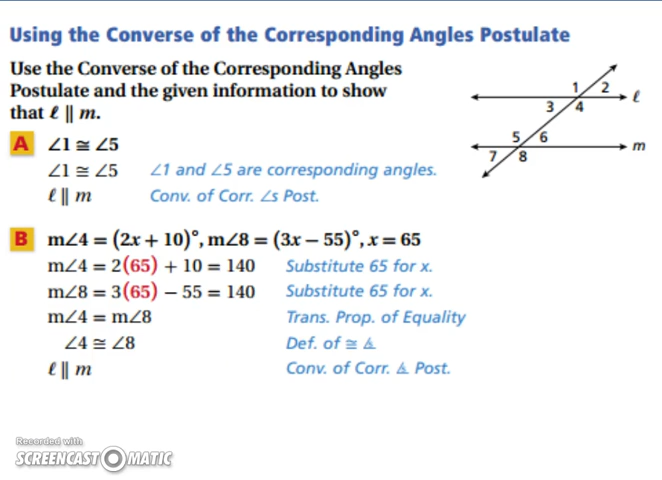 Using the Converse of the Corresponding Angles Postulate
Use the Converse of the Corresponding Angles
Postulate and the given information to show
that ℓ ∥ m.
1 2
ℓ
3 4
5 6
m
7 8
A ∠1 ≅ ∠5
∠1 ≅ ∠5 ∠1 and ∠5 are corresponding angles.
ℓ ∥ m Conv. of Corr. ∠s Post.
B m∠4 = (2x + 10)°, m∠8 = (3x – 55)°, x = 65
m∠4 = 2(65) + 10 = 140 Substitute 65 for x.
m∠8 = 3(65) – 55 = 140 Substitute 65 for x.
m∠4 = m∠8 Trans. Prop. of Equality
∠4 ≅ ∠8 Def. of ≅ ∠s
ℓ ∥ m Conv. of Corr. ∠s Post.
Recorded with
SCREENCAST-O-MATIC